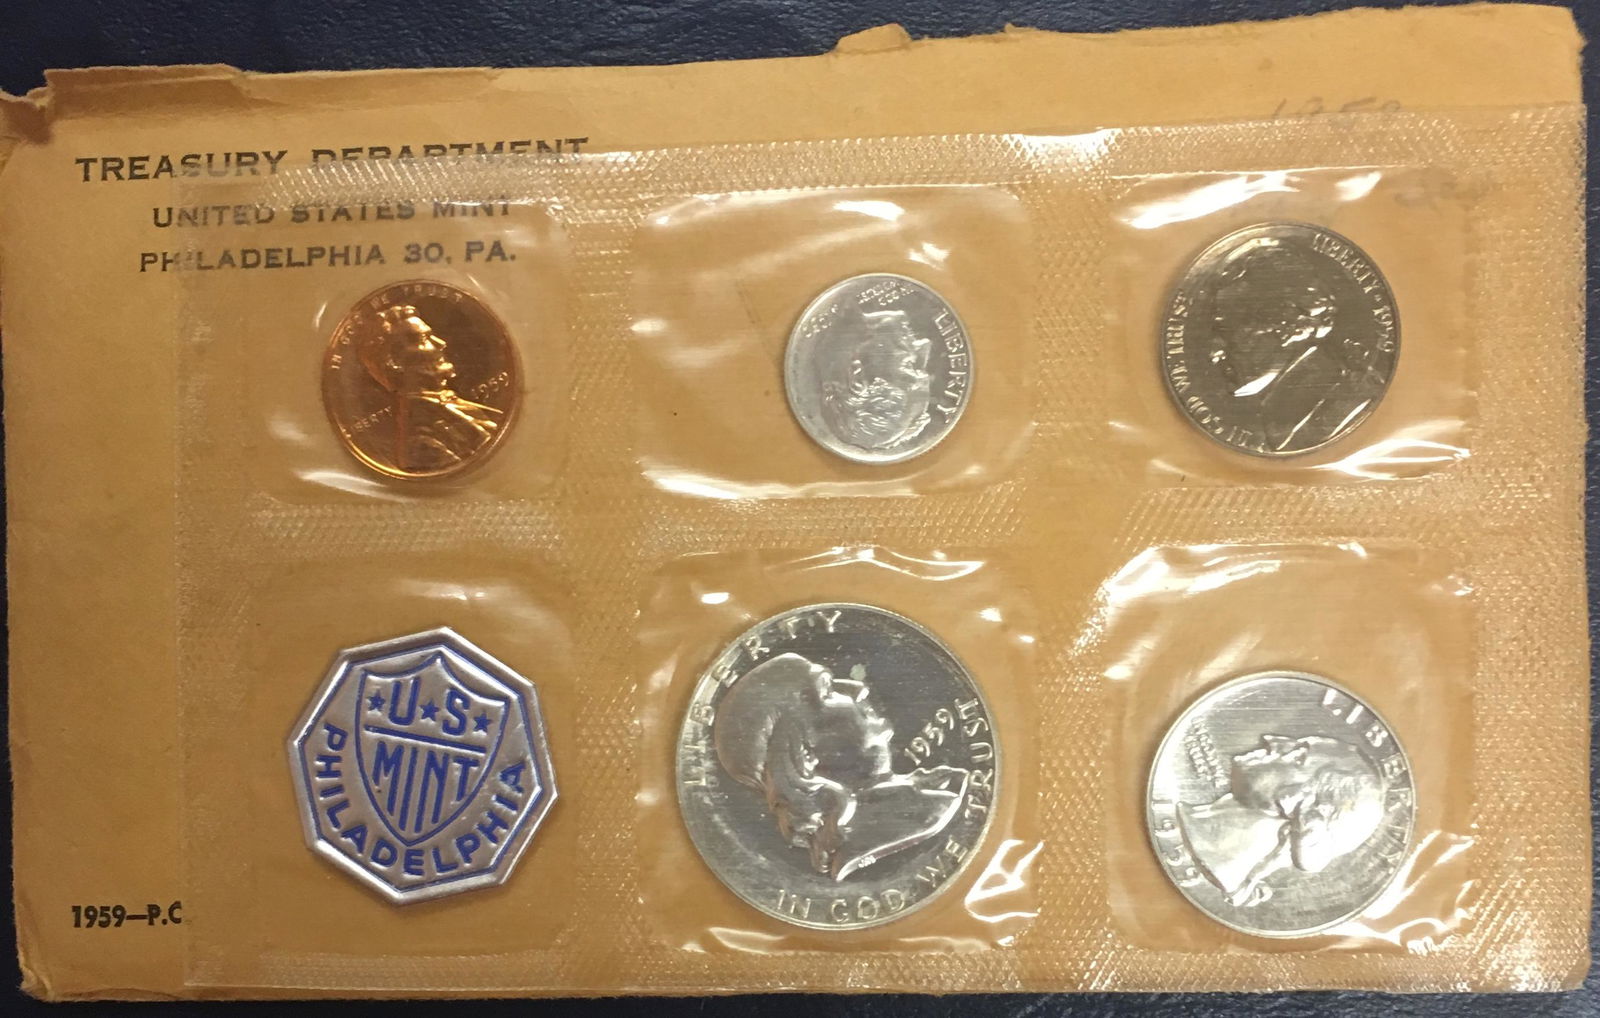 TREASURY DEPARTMENT
UNITED STATES MINT
PHILADELPHIA 30, PA.
IN GOD WE TRUST
LIBERTY
1959
LIBERTY
IN GOD WE TRUST
LIBERTY • 1959
U★S★
MINT
PHILADELPHIA
LIBERTY
1959
IN GOD WE TRUST
LIBERTY
1959
1959—P.C